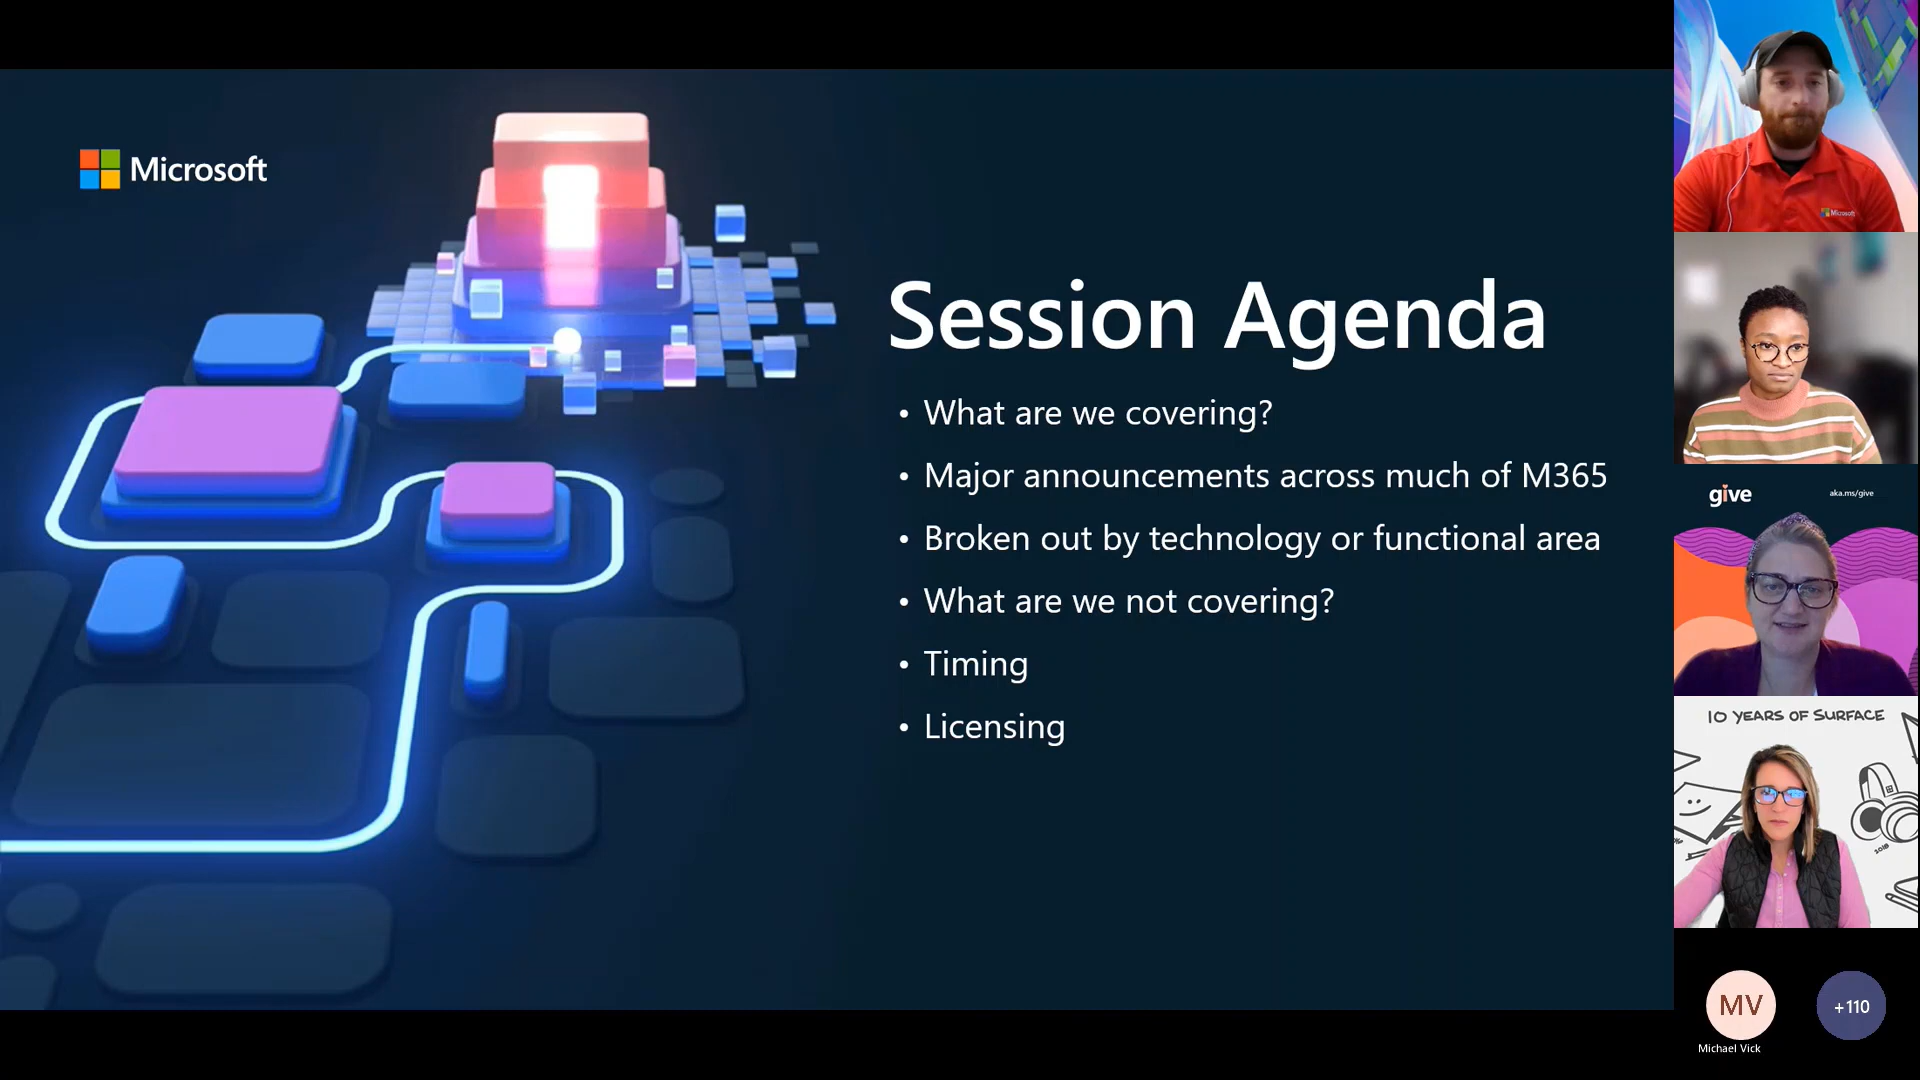 Microsoft
Session Agenda
• What are we covering?
• Major announcements across much of M365
• Broken out by technology or functional area
• What are we not covering?
• Timing
• Licensing
Microsoft
give
aka.ms/give
10 YEARS OF SURFACE
2018
MV
+110
Michael Vick